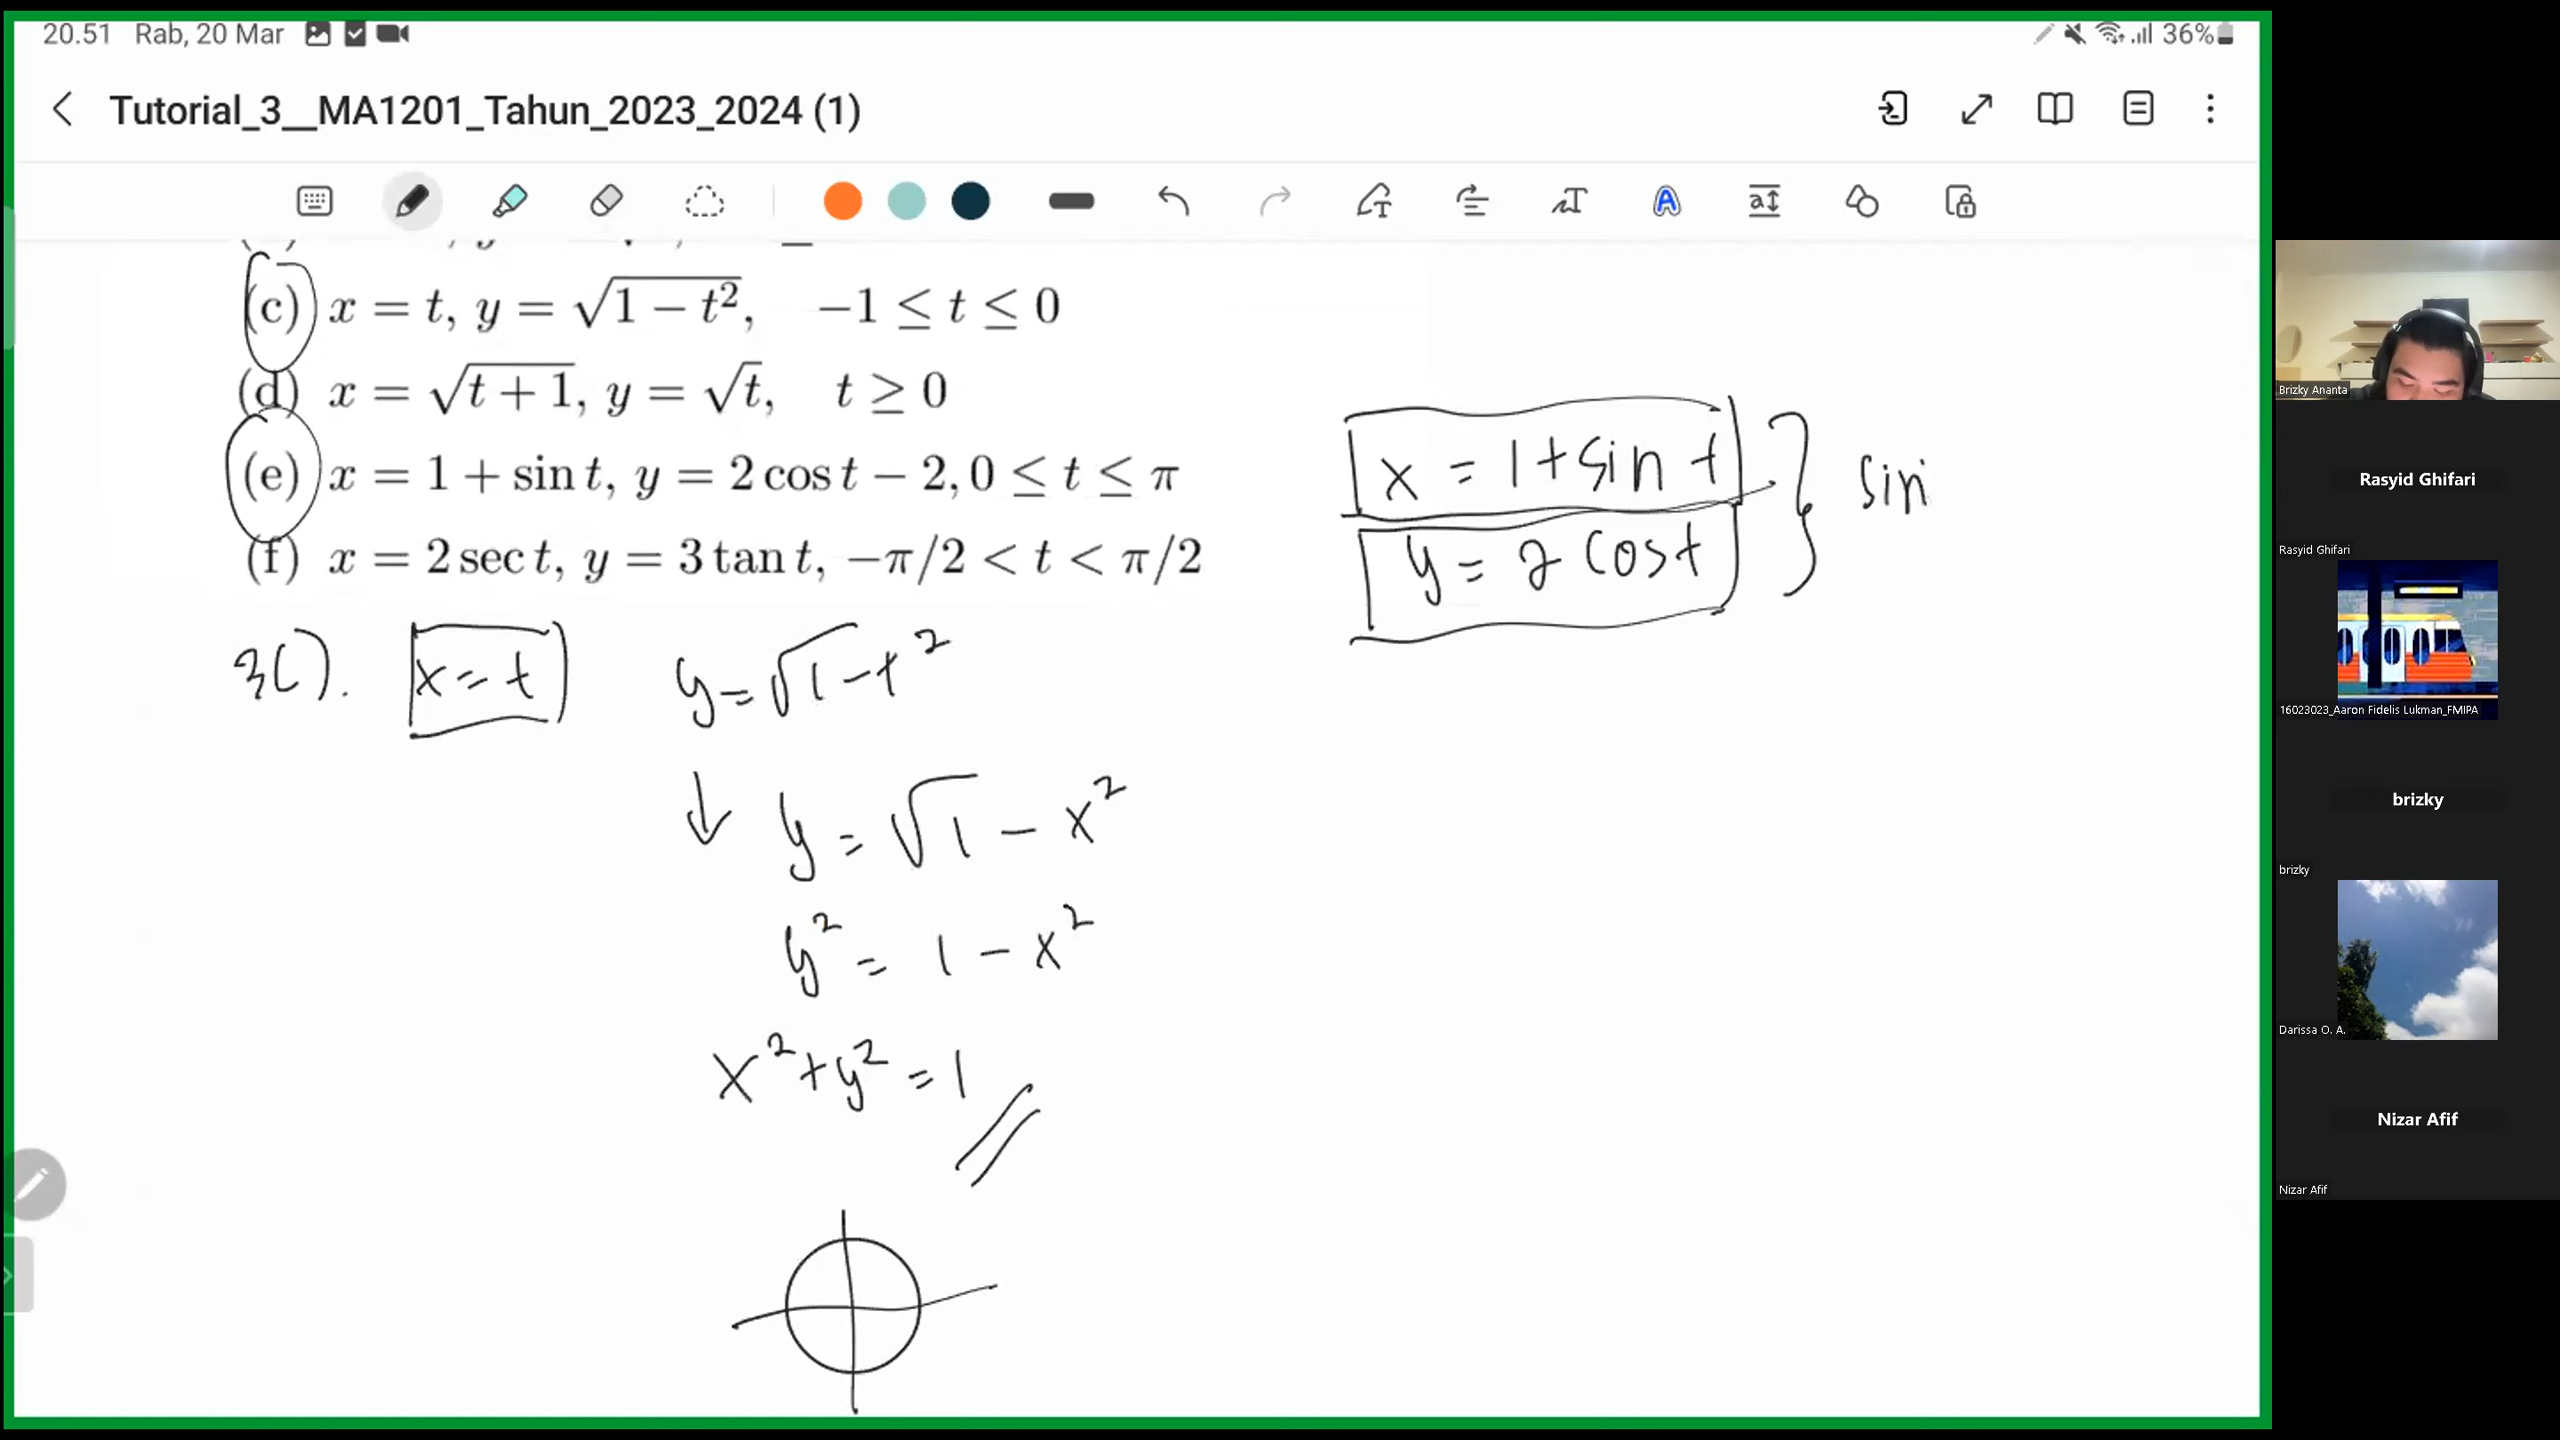 20.51 Rab, 20 Mar 36%
Tutorial_3__MA1201_Tahun_2023_2024 (1)
(c) x = t, y = √(1 − t²), −1 ≤ t ≤ 0
(d) x = √(t + 1), y = √t, t ≥ 0
(e) x = 1 + sin t, y = 2 cos t − 2, 0 ≤ t ≤ π
(f) x = 2 sec t, y = 3 tan t, −π/2 < t < π/2
x = 1 + sin t
y = 2 cos t
sin
3c). x = t y = √1 − t²
↓ y = √1 − x²
y² = 1 − x²
x² + y² = 1
Brizky Ananta
Rasyid Ghifari
Rasyid Ghifari
16023023_Aaron Fidelis Lukman_FMIPA
brizky
brizky
Darissa O. A.
Nizar Afif
Nizar Afif